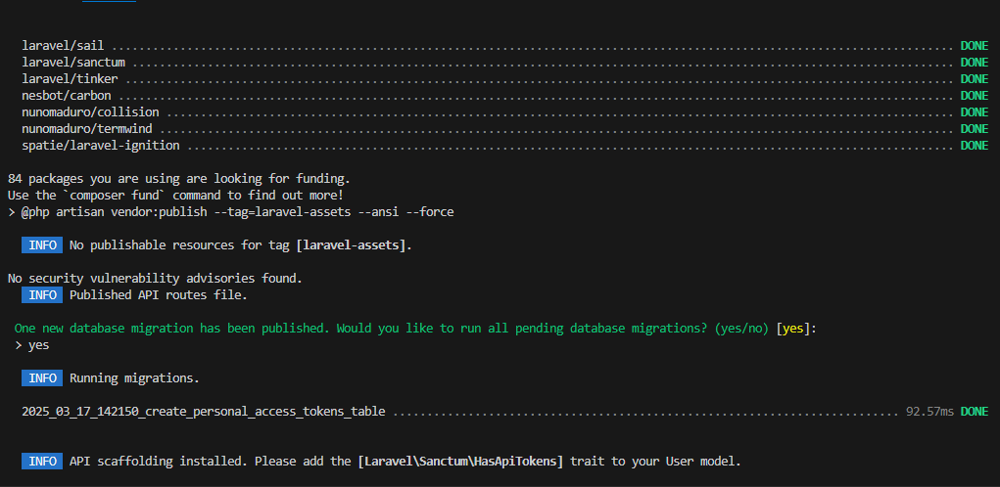 laravel/sail ........................................................................................................................... DONE
laravel/sanctum ........................................................................................................................ DONE
laravel/tinker ......................................................................................................................... DONE
nesbot/carbon .......................................................................................................................... DONE
nunomaduro/collision ................................................................................................................... DONE
nunomaduro/termwind .................................................................................................................... DONE
spatie/laravel-ignition ................................................................................................................ DONE
84 packages you are using are looking for funding.
Use the `composer fund` command to find out more!
> @php artisan vendor:publish --tag=laravel-assets --ansi --force
INFO No publishable resources for tag [laravel-assets].
No security vulnerability advisories found.
INFO Published API routes file.
One new database migration has been published. Would you like to run all pending database migrations? (yes/no) [yes]:
> yes
INFO Running migrations.
2025_03_17_142150_create_personal_access_tokens_table .......................................................................... 92.57ms DONE
INFO API scaffolding installed. Please add the [Laravel\Sanctum\HasApiTokens] trait to your User model.